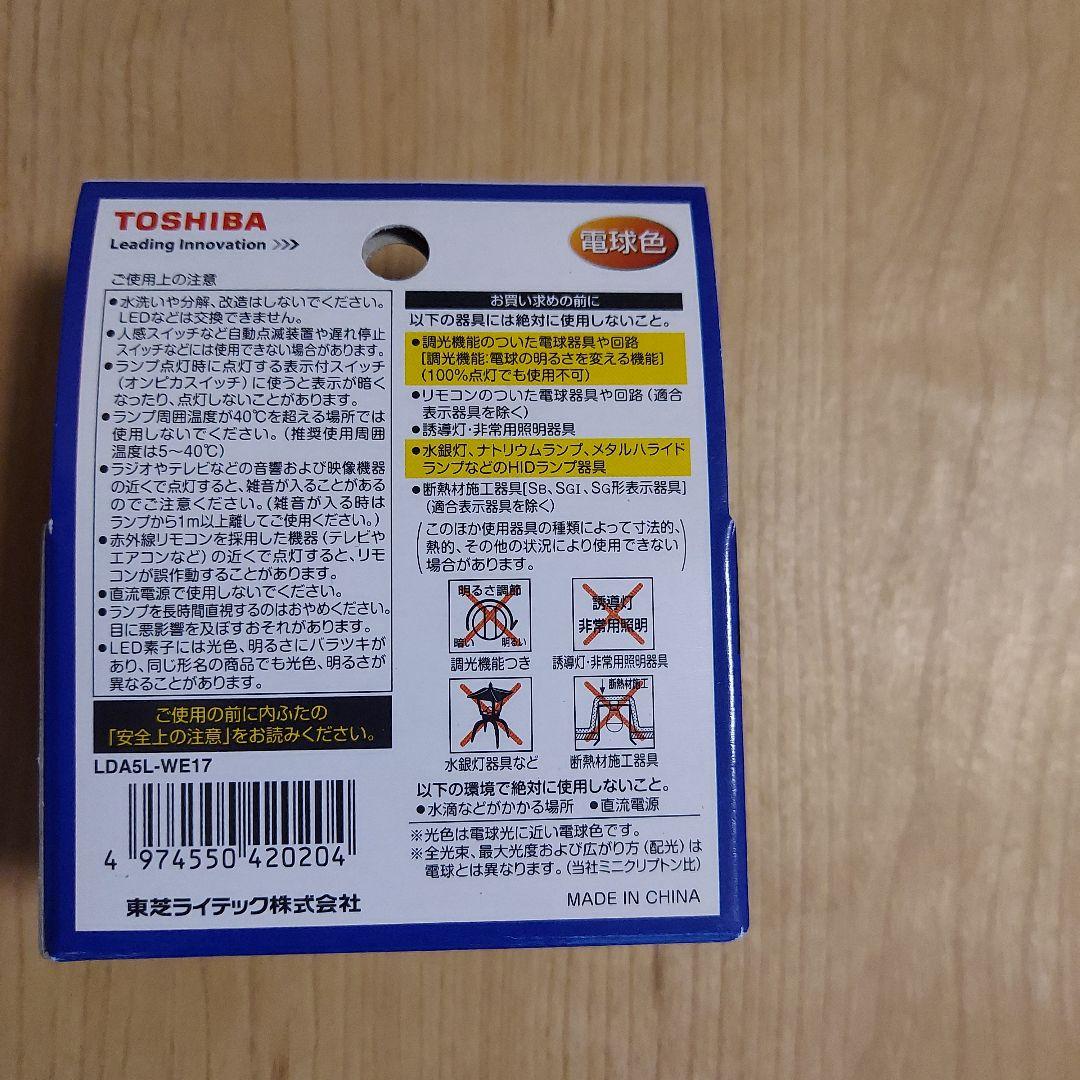 TOSHIBA
Leading Innovation >>>
電球色
ご使用上の注意
●水洗いや分解、改造はしないでください。
LEDなどは交換できません。
●人感スイッチなど自動点滅装置や遅れ停止
スイッチなどには使用できない場合があります。
●ランプ点灯時に点灯する表示付スイッチ
(オンピカスイッチ)に使うと表示が暗く
なったり、点灯しないことがあります。
●ランプ周囲温度が40℃を超える場所では
使用しないでください。(推奨使用周囲
温度は5〜40℃)
●ラジオやテレビなどの音響および映像機器
の近くで点灯すると、雑音が入ることがある
のでご注意ください。(雑音が入る時は
ランプから1m以上離してご使用ください。)
●赤外線リモコンを採用した機器(テレビや
エアコンなど)の近くで点灯すると、リモ
コンが誤作動することがあります。
●直流電源で使用しないでください。
●ランプを長時間直視するのはおやめください。
目に悪影響を及ぼすおそれがあります。
●LED素子には光色、明るさにバラツキが
あり、同じ形名の商品でも光色、明るさが
異なることがあります。
ご使用の前に内ふたの
「安全上の注意」をお読みください。
LDA5L-WE17
4 974550 420204
東芝ライテック株式会社
お買い求めの前に
以下の器具には絶対に使用しないこと。
●調光機能のついた電球器具や回路
[調光機能:電球の明るさを変える機能]
(100%点灯でも使用不可)
●リモコンのついた電球器具や回路(適合
表示器具を除く)
●誘導灯・非常用照明器具
●水銀灯、ナトリウムランプ、メタルハライド
ランプなどのHIDランプ器具
●断熱材施工器具[SB、SGI、SG形表示器具]
(適合表示器具を除く)
(このほか使用器具の種類によって寸法的、
熱的、その他の状況により使用できない
場合があります。)
明るさ調節
暗い 明るい
調光機能つき
誘導灯
非常用照明
誘導灯・非常用照明器具
水銀灯器具など
断熱材施工
断熱材施工器具
以下の環境で絶対に使用しないこと。
●水滴などがかかる場所 ●直流電源
※光色は電球光に近い電球色です。
※全光束、最大光度および広がり方(配光)は
電球とは異なります。(当社ミニクリプトン比)
MADE IN CHINA